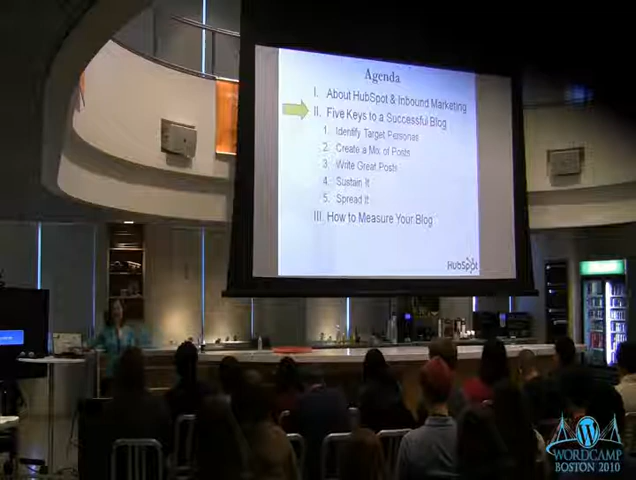 Agenda
I. About HubSpot & Inbound Marketing
II. Five Keys to a Successful Blog
1. Identify Target Personas
2. Create a Mix of Posts
3. Write Great Posts
4. Sustain It
5. Spread It
III. How to Measure Your Blog
HubSpot
WORDCAMP
BOSTON 2010